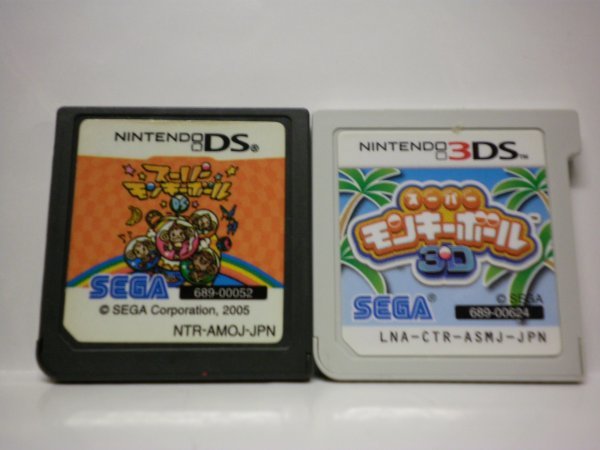 NINTENDO DS®
スーパー
モンキーボール
DS
SEGA
689-00052
© SEGA Corporation, 2005
NTR-AMOJ-JPN
NINTENDO 3DS™
スーパー
モンキーボール
3D
SEGA®
© SEGA
689-00624
LNA-CTR-ASMJ-JPN